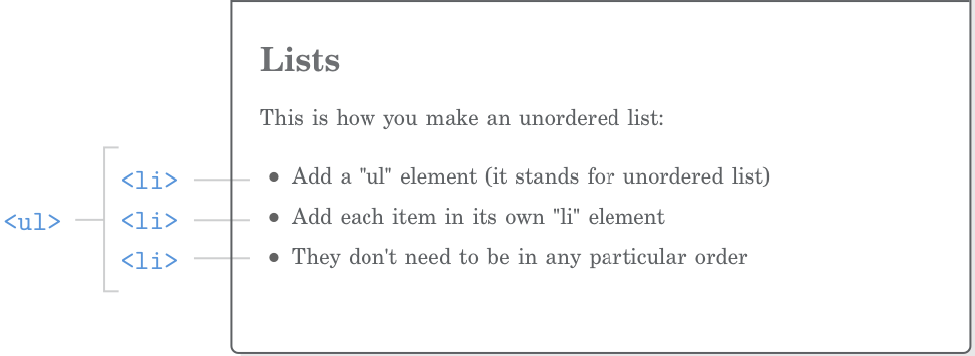 Lists
This is how you make an unordered list:
<li> • Add a "ul" element (it stands for unordered list)
<ul> <li> • Add each item in its own "li" element
<li> • They don't need to be in any particular order